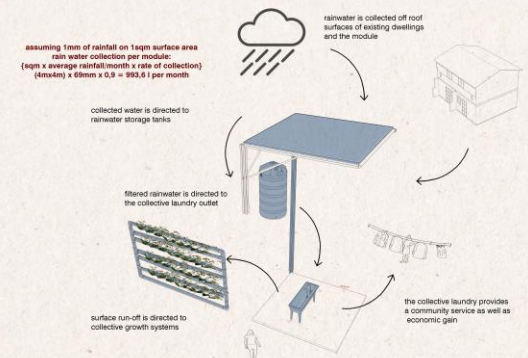 rainwater is collected off roof
surfaces of existing dwellings
and the module
assuming 1mm of rainfall on 1sqm surface area
rain water collection per module:
{sqm x average rainfall/month x rate of collection}
(4mx4m) x 69mm x 0,9 = 993,6 l per month
collected water is directed to
rainwater storage tanks
filtered rainwater is directed to
the collective laundry outlet
the collective laundry provides
a community service as well as
economic gain
surface run-off is directed to
collective growth systems